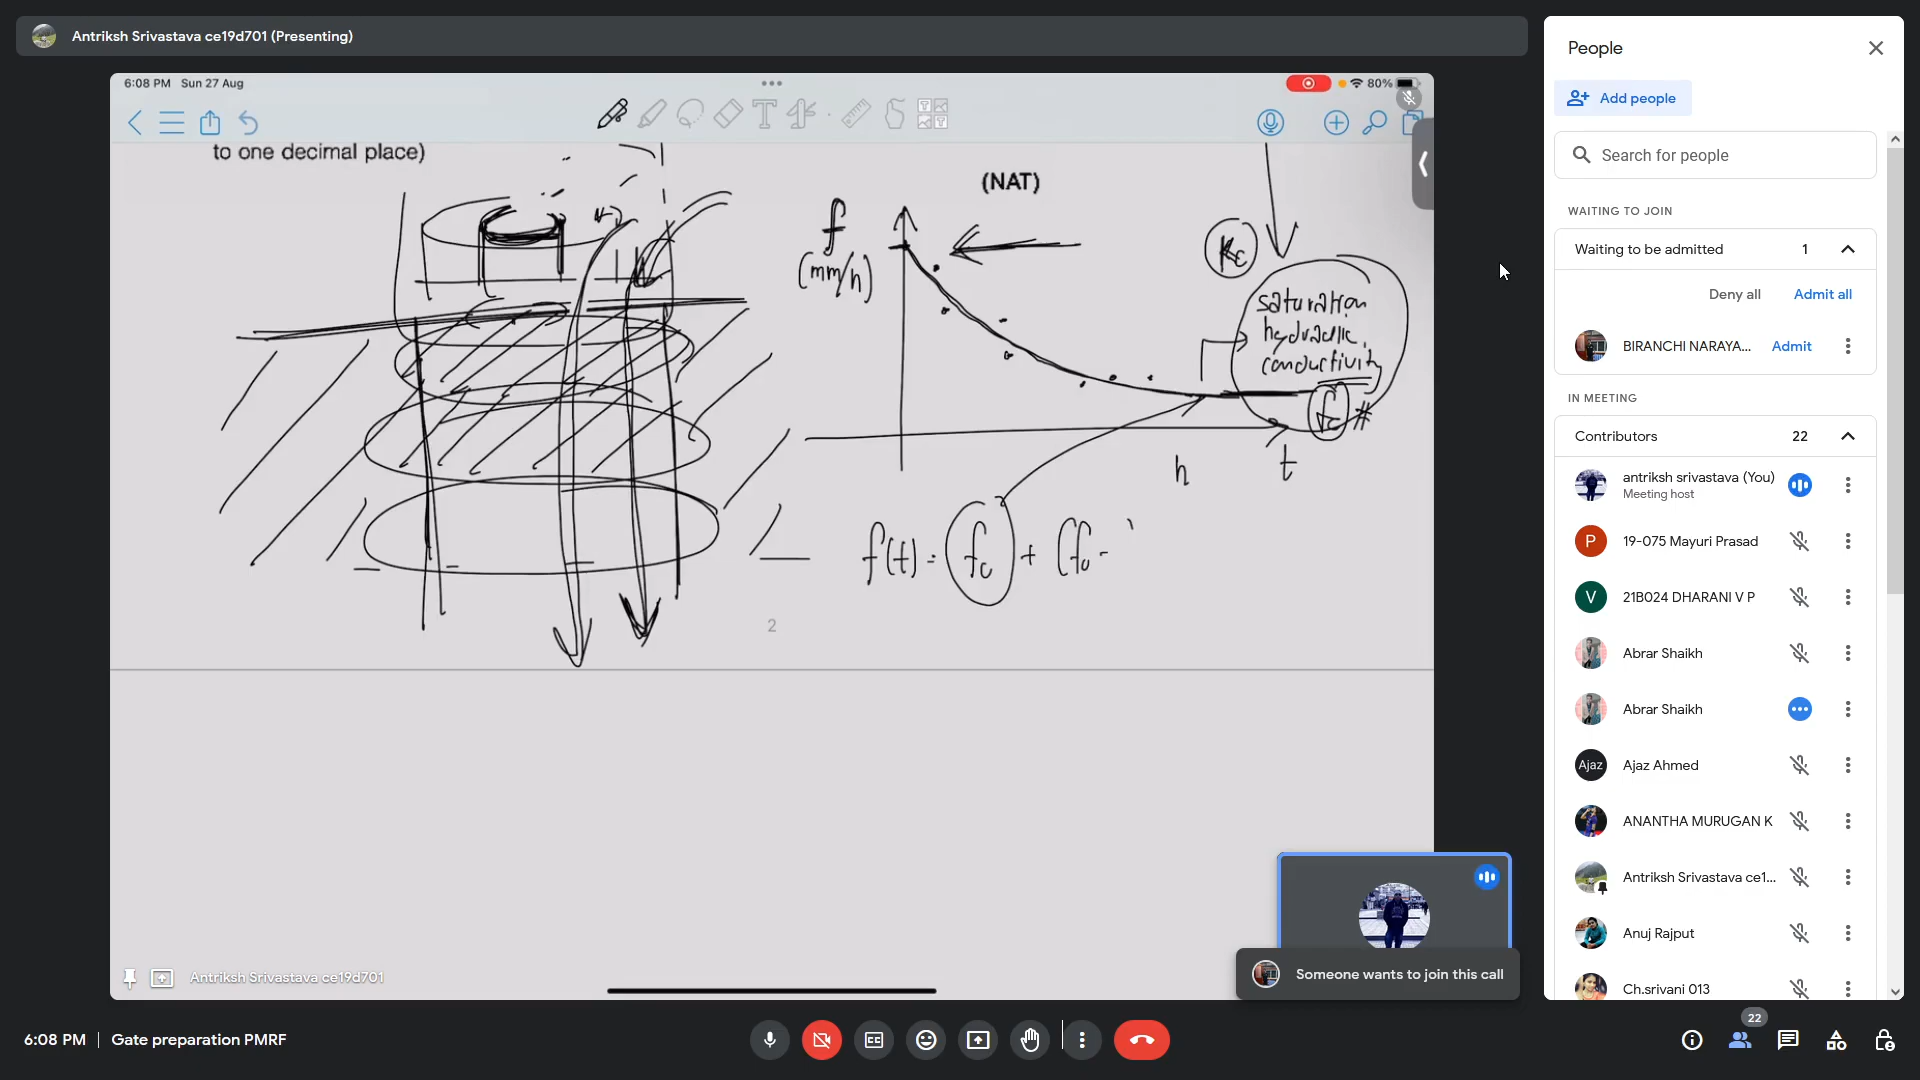 Antriksh Srivastava ce19d701 (Presenting)
6:08 PM Sun 27 Aug
80%
to one decimal place)
(NAT)
f
(mm/h)
saturation
hydraulic
conductivity
fc #
h
t
f(t) = fc + (fo -
2
Antriksh Srivastava ce19d701
Someone wants to join this call
6:08 PM | Gate preparation PMRF
People
Add people
Search for people
WAITING TO JOIN
Waiting to be admitted 1
Deny all Admit all
BIRANCHI NARAYA... Admit
IN MEETING
Contributors 22
antriksh srivastava (You)
Meeting host
P 19-075 Mayuri Prasad
V 21B024 DHARANI V P
Abrar Shaikh
Abrar Shaikh
Ajaz Ajaz Ahmed
ANANTHA MURUGAN K
Antriksh Srivastava ce1...
Anuj Rajput
Ch.srivani 013
22